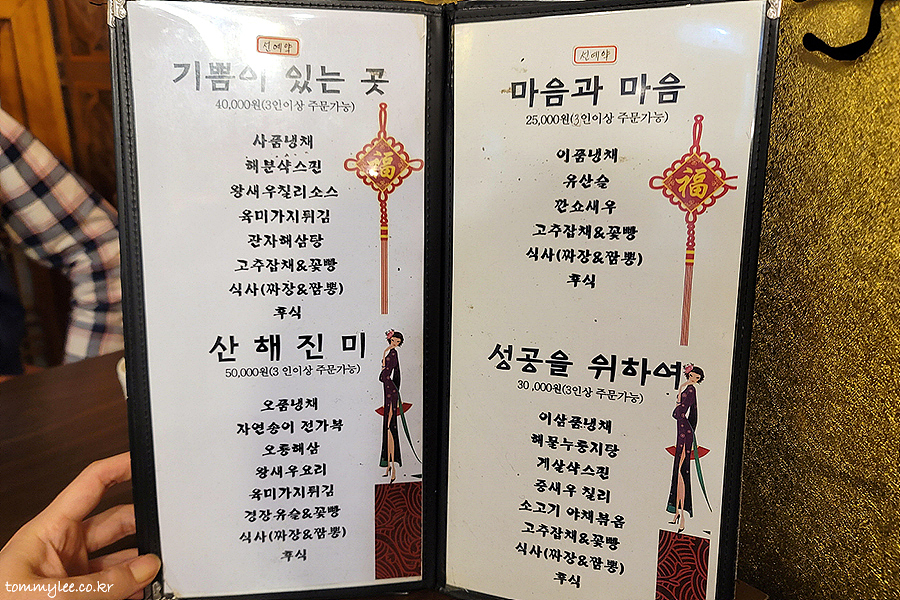 선예약
기쁨이 있는 곳
40,000원(3인이상 주문가능)
사품냉채
해분샥스핀
왕새우칠리소스
육미가지튀김
관자해삼탕
고추잡채&꽃빵
식사(짜장&짬뽕)
후식
福
산 해 진 미
50,000원(3 인이상 주문가능)
오품냉채
자연송이 전가복
오룡해삼
왕새우요리
육미가지튀김
경장유슬&꽃빵
식사(짜장&짬뽕)
후식
선예약
마음과 마음
25,000원(3인이상 주문가능)
이품냉채
유산슬
깐쇼새우
고추잡채&꽃빵
식사(짜장&짬뽕)
후식
福
성공을 위하여
30,000원(3인상 주문가능)
이삼품냉채
해물누룽지탕
게살샥스핀
중새우 칠리
소고기 야채볶음
고추잡채&꽃빵
식사(짜장&짬뽕)
후식
tommylee.co.kr